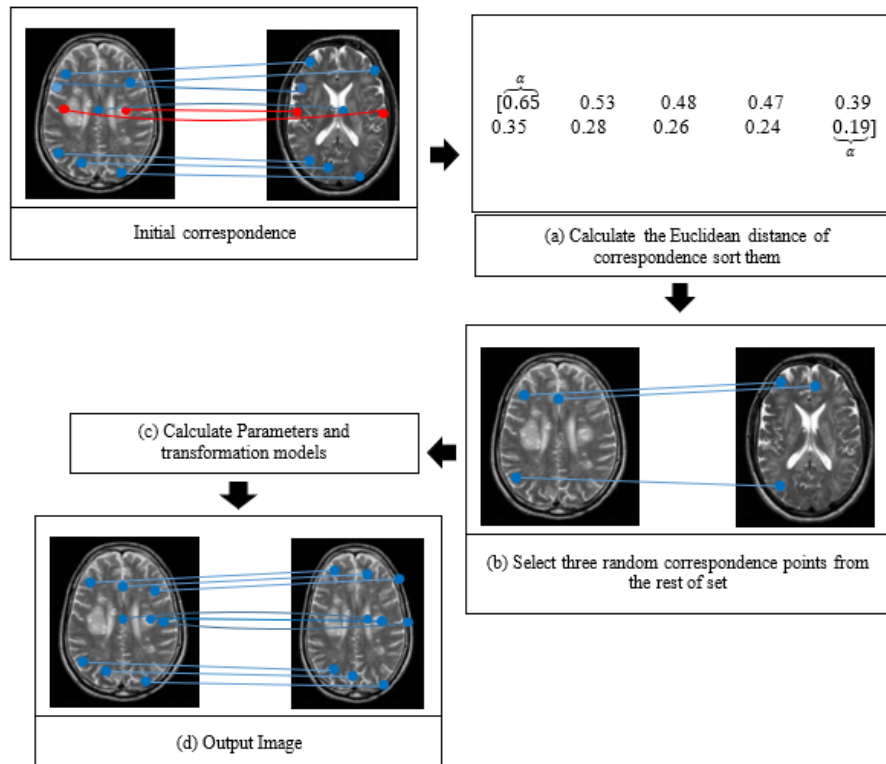 Initial correspondence
α
[0.65 0.53 0.48 0.47 0.39
0.35 0.28 0.26 0.24 0.19]
α
(a) Calculate the Euclidean distance of
correspondence sort them
(b) Select three random correspondence points from
the rest of set
(c) Calculate Parameters and
transformation models
(d) Output Image